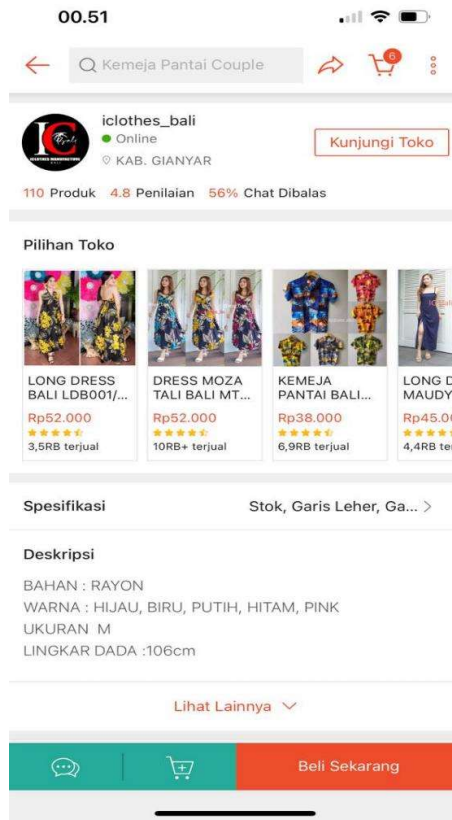 00.51
Kemeja Pantai Couple
6
iclothes_bali
Online
KAB. GIANYAR
Kunjungi Toko
110 Produk 4.8 Penilaian 56% Chat Dibalas
Pilihan Toko
LONG DRESS
BALI LDB001/...
Rp52.000
3,5RB terjual
DRESS MOZA
TALI BALI MT...
Rp52.000
10RB+ terjual
KEMEJA
PANTAI BALI...
Rp38.000
6,9RB terjual
LONG D
MAUDY
Rp45.0
4,4RB te
Spesifikasi
Stok, Garis Leher, Ga...
Deskripsi
BAHAN : RAYON
WARNA : HIJAU, BIRU, PUTIH, HITAM, PINK
UKURAN M
LINGKAR DADA :106cm
Lihat Lainnya
Beli Sekarang